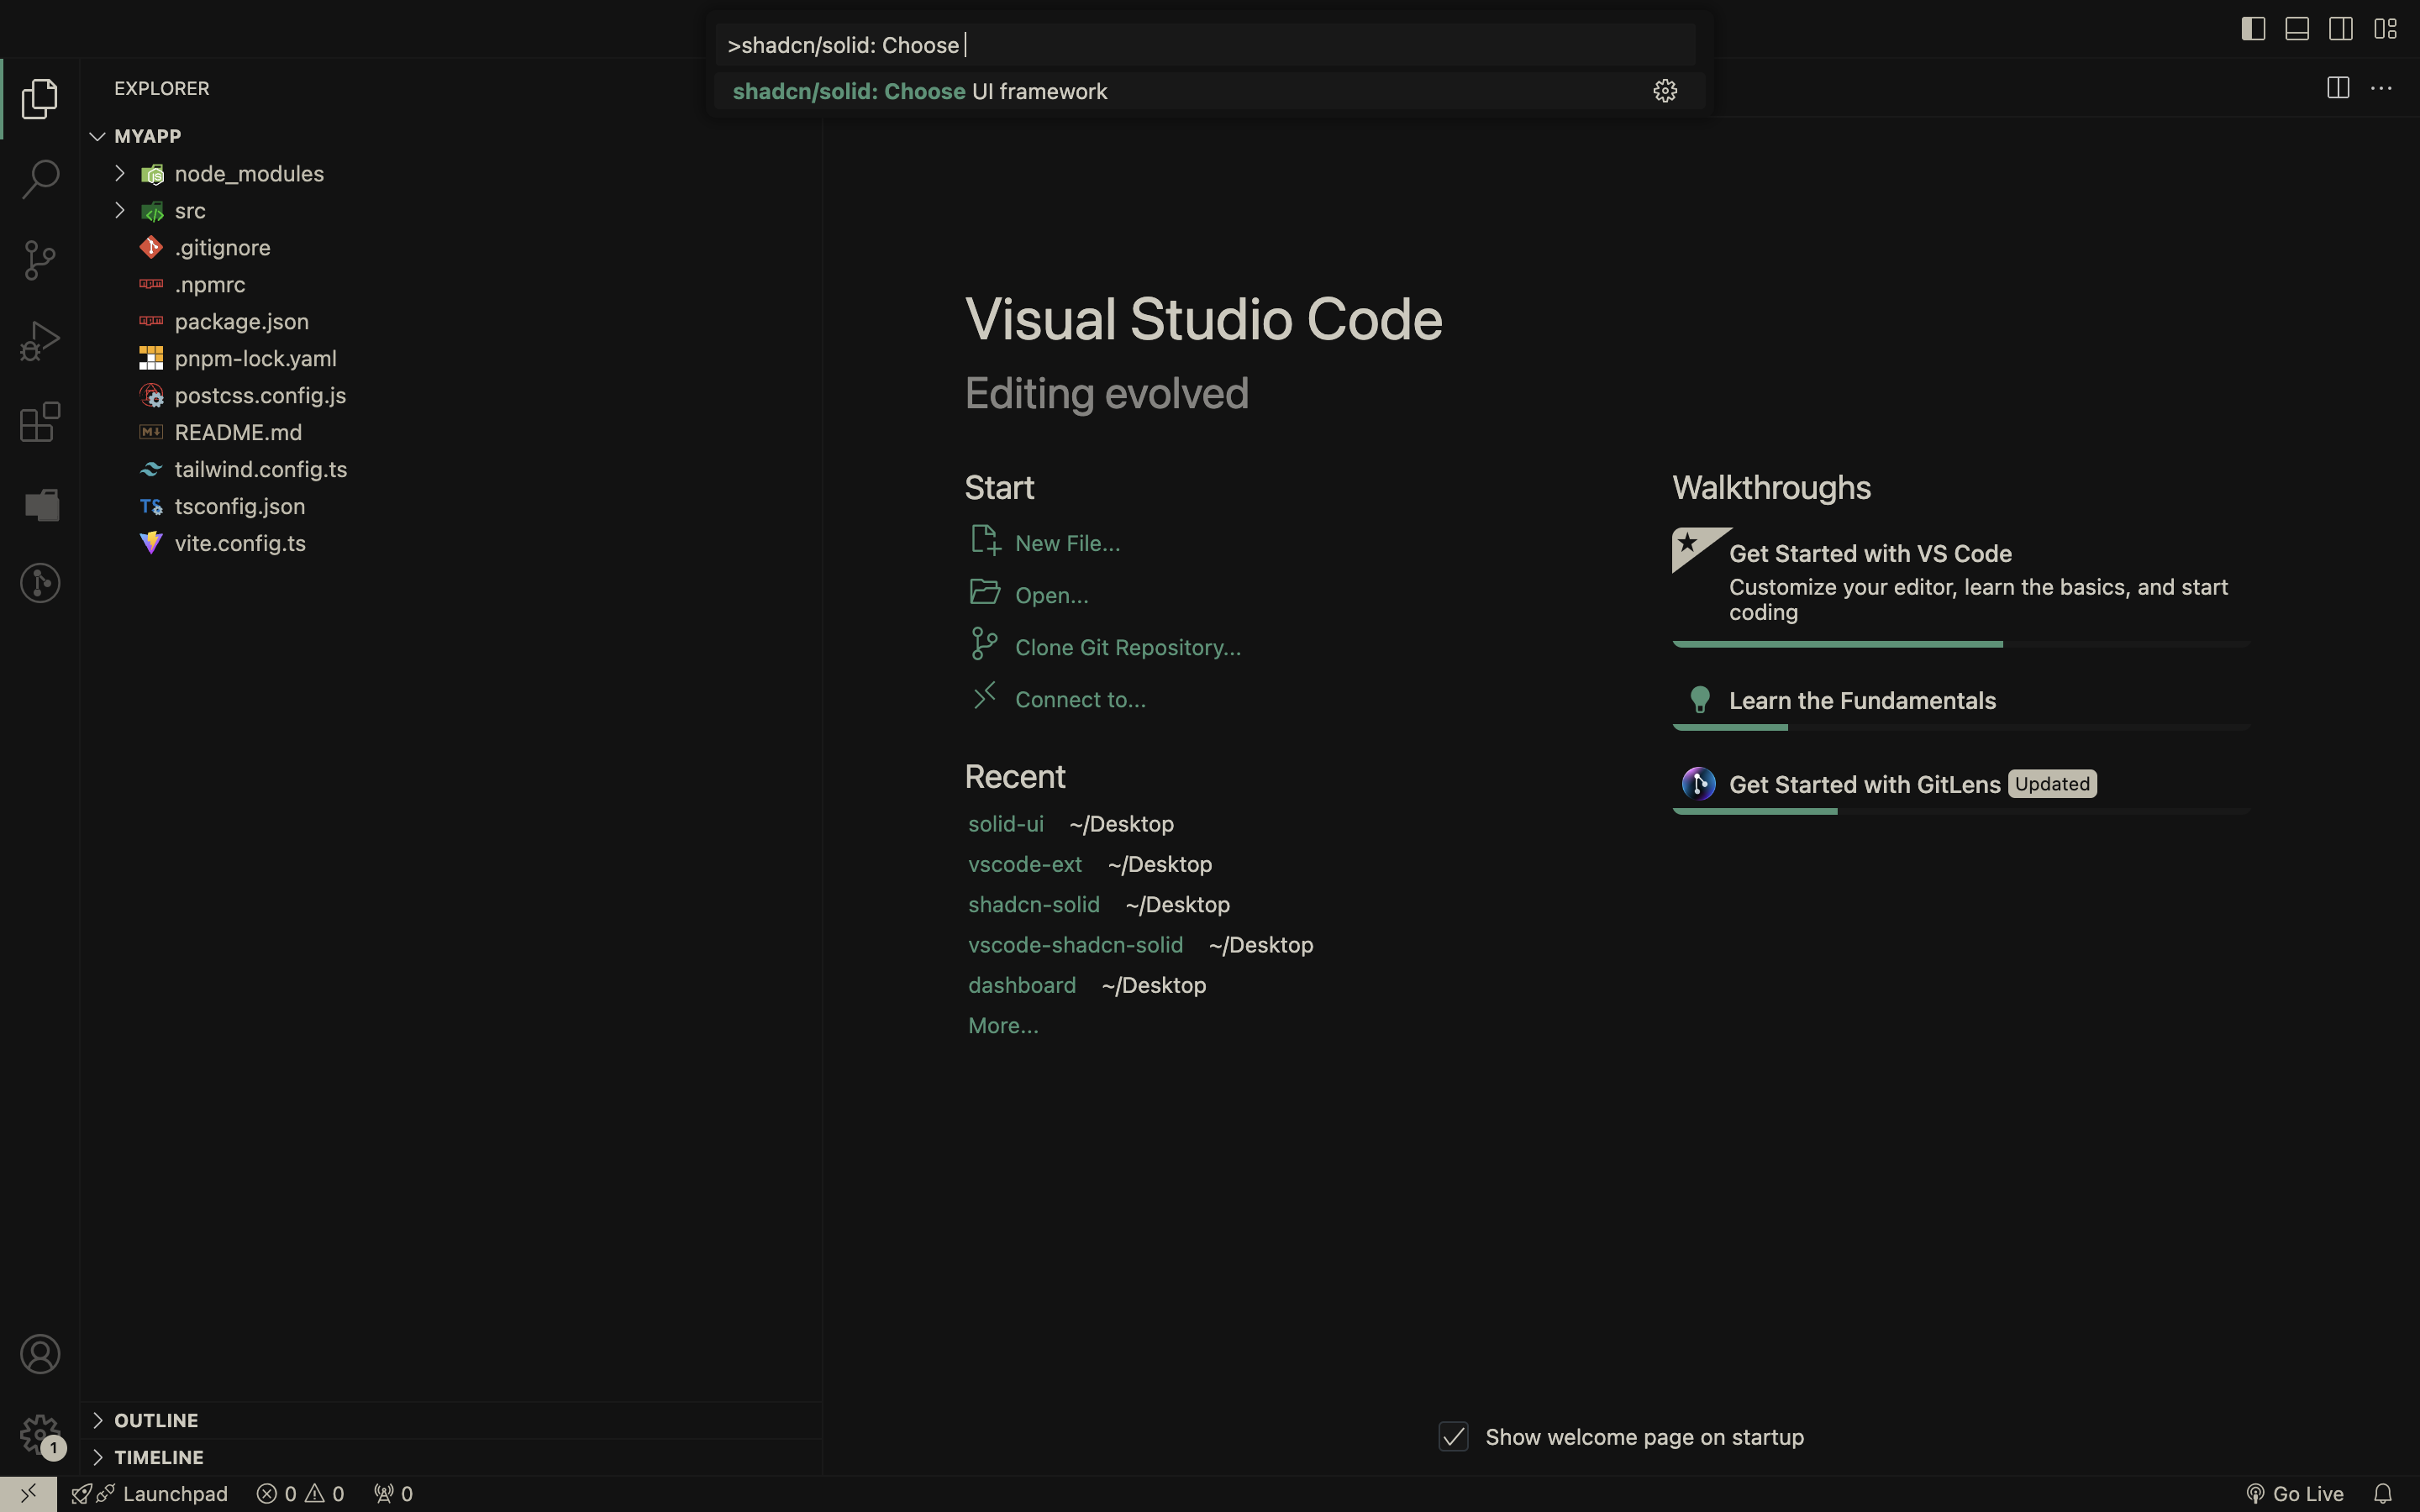 >shadcn/solid: Choose
shadcn/solid: Choose UI framework
EXPLORER
MYAPP
node_modules
src
.gitignore
.npmrc
package.json
pnpm-lock.yaml
postcss.config.js
README.md
tailwind.config.ts
TS tsconfig.json
vite.config.ts
OUTLINE
TIMELINE
Visual Studio Code
Editing evolved
Start
New File...
Open...
Clone Git Repository...
Connect to...
Recent
solid-ui ~/Desktop
vscode-ext ~/Desktop
shadcn-solid ~/Desktop
vscode-shadcn-solid ~/Desktop
dashboard ~/Desktop
More...
Walkthroughs
Get Started with VS Code
Customize your editor, learn the basics, and start
coding
Learn the Fundamentals
Get Started with GitLens Updated
Show welcome page on startup
1
Launchpad 0 0 0
Go Live